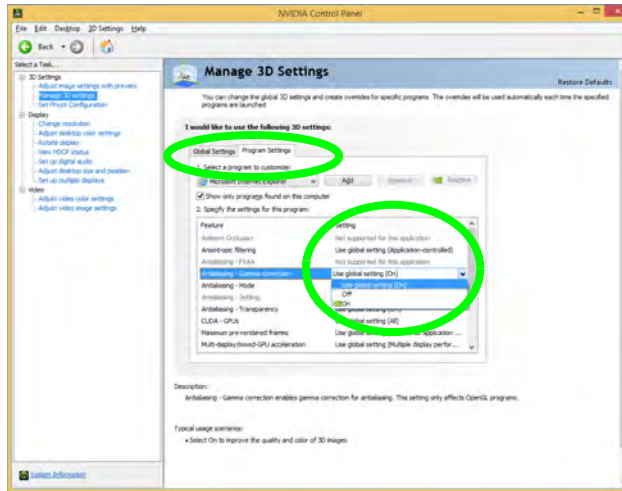 NVIDIA Control Panel
File Edit Desktop 3D Settings Help
Back
Select a Task...
3D Settings
Adjust image settings with preview
Manage 3D settings
Set PhysX Configuration
Display
Change resolution
Adjust desktop color settings
Rotate display
View HDCP status
Set up digital audio
Adjust desktop size and position
Set up multiple displays
Video
Adjust video color settings
Adjust video image settings
System Information
Manage 3D Settings
Restore Defaults
You can change the global 3D settings and create overrides for specific programs. The overrides will be used automatically each time the specified
programs are launched.
I would like to use the following 3D settings:
Global Settings Program Settings
1. Select a program to customize:
Microsoft Internet Explorer Add Remove Restore
Show only programs found on this computer
2. Specify the settings for this program:
Feature Setting
Ambient Occlusion Not supported for this application
Anisotropic filtering Use global setting (Application-controlled)
Antialiasing - FXAA Not supported for this application
Antialiasing - Gamma correction Use global setting (On)
Use global setting (On)
Off
On
Antialiasing - Mode
Antialiasing - Setting
Antialiasing - Transparency Use global setting
CUDA - GPUs Use global setting (All)
Maximum pre-rendered frames Use global setting application ...
Multi-display/mixed-GPU acceleration Use global setting (Multiple display perfor...
Description:
Antialiasing - Gamma correction enables gamma correction for antialiasing. This setting only affects OpenGL programs.
Typical usage scenarios:
• Select On to improve the quality and color of 3D images